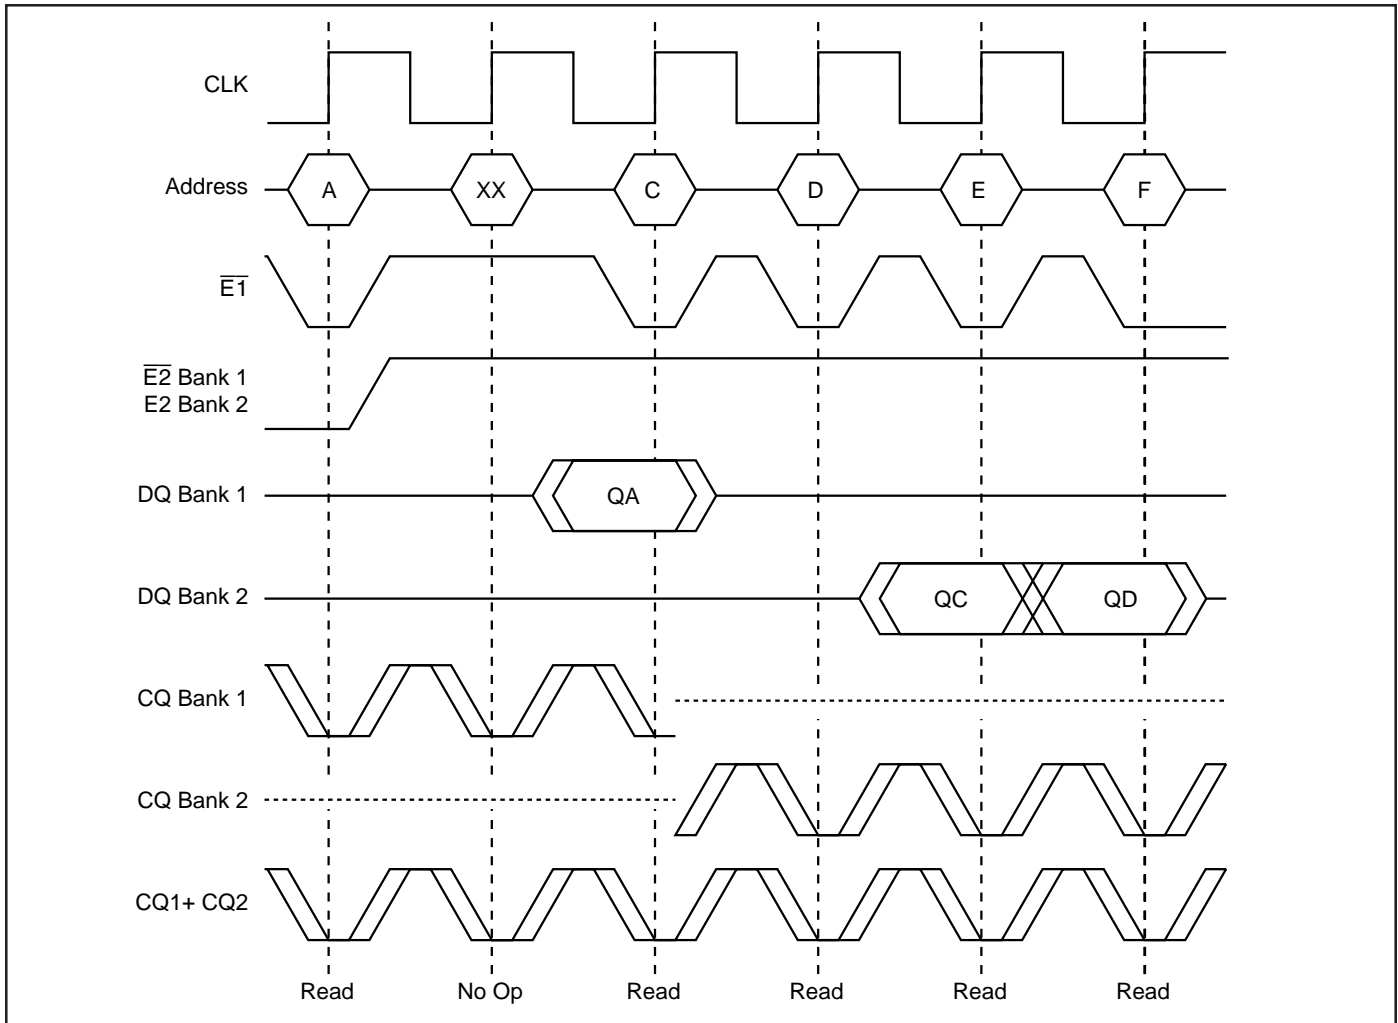 CLK
Address A XX C D E F
E1
E2 Bank 1
E2 Bank 2
DQ Bank 1 QA
DQ Bank 2 QC QD
CQ Bank 1
CQ Bank 2
CQ1+ CQ2
Read No Op Read Read Read Read